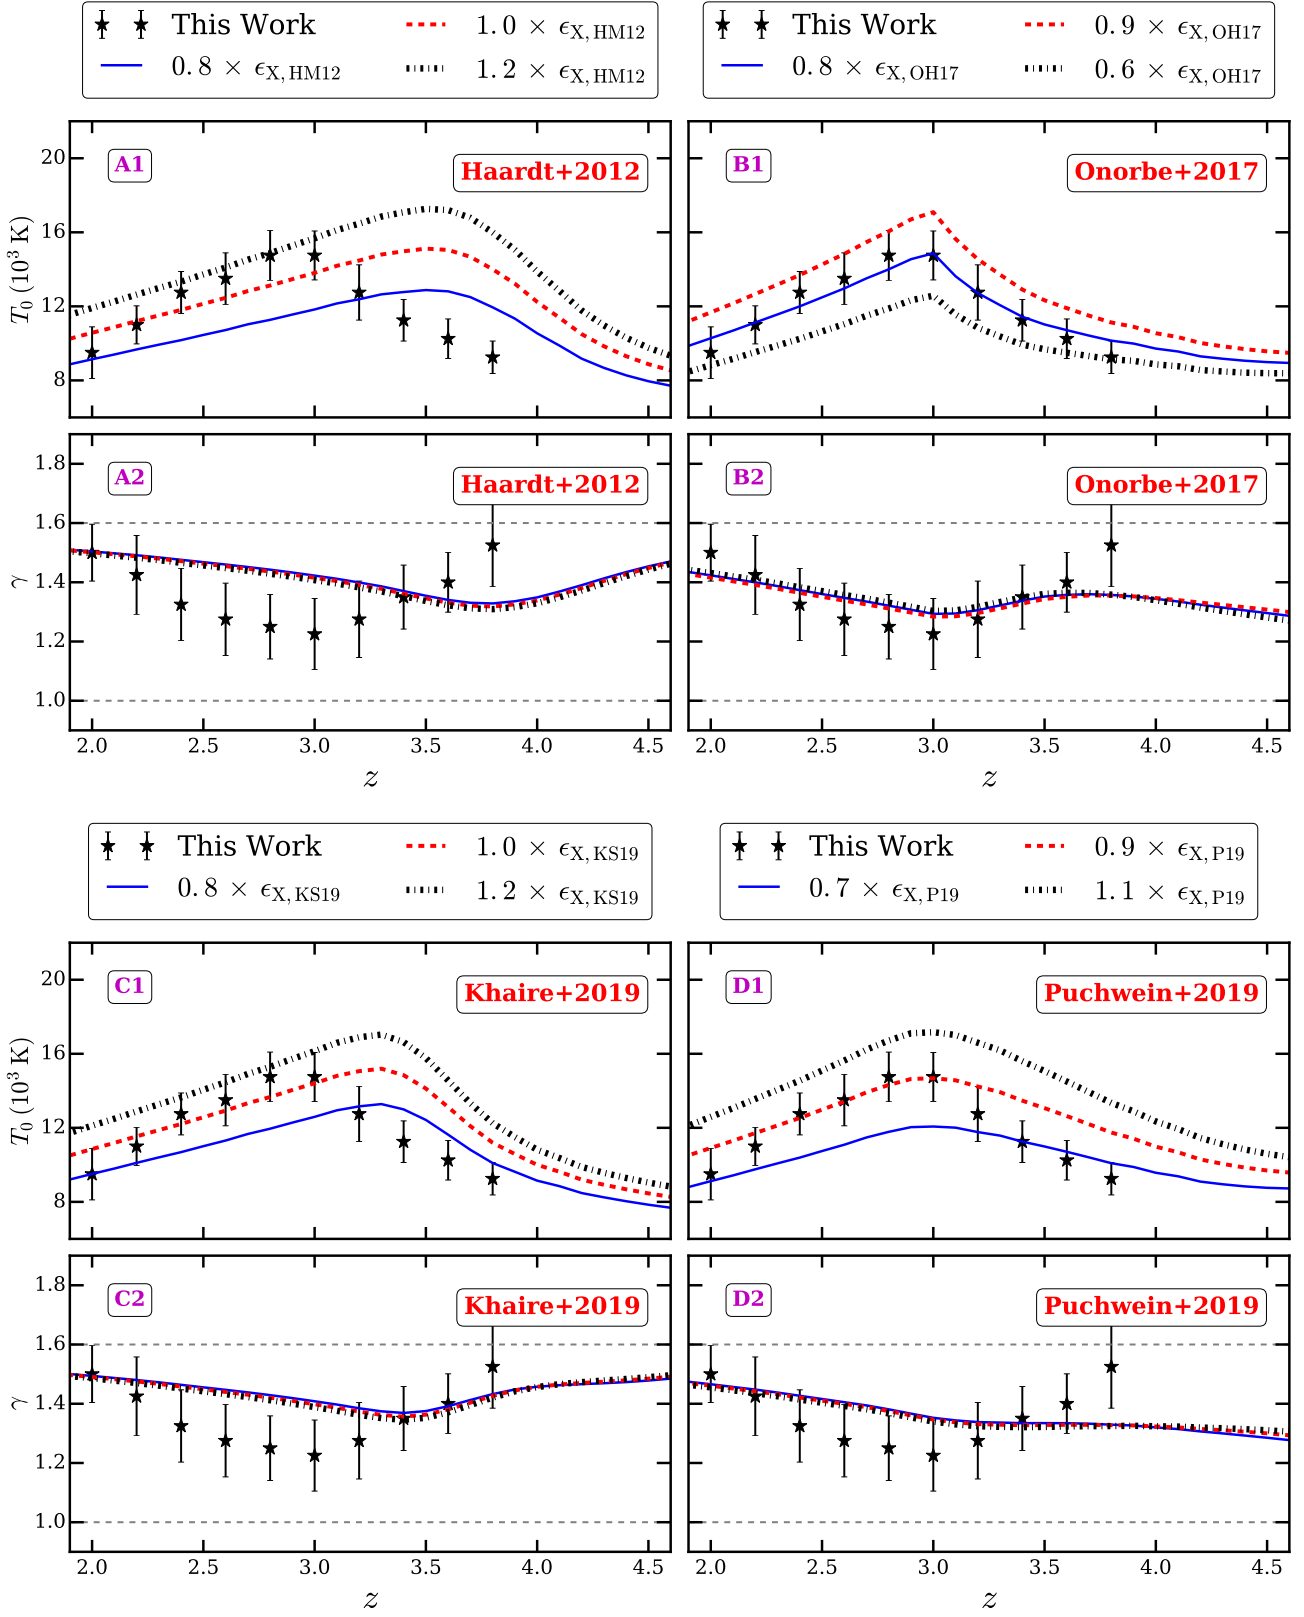 This Work
0.8 × ϵX,HM12
1.0 × ϵX,HM12
1.2 × ϵX,HM12
This Work
0.8 × ϵX,OH17
0.9 × ϵX,OH17
0.6 × ϵX,OH17
A1
Haardt+2012
20
16
12
8
T0 (10³ K)
B1
Onorbe+2017
A2
Haardt+2012
1.8
1.6
1.4
1.2
1.0
γ
2.0 2.5 3.0 3.5 4.0 4.5
z
B2
Onorbe+2017
2.0 2.5 3.0 3.5 4.0 4.5
z
This Work
0.8 × ϵX,KS19
1.0 × ϵX,KS19
1.2 × ϵX,KS19
This Work
0.7 × ϵX,P19
0.9 × ϵX,P19
1.1 × ϵX,P19
C1
Khaire+2019
20
16
12
8
T0 (10³ K)
D1
Puchwein+2019
C2
Khaire+2019
1.8
1.6
1.4
1.2
1.0
γ
2.0 2.5 3.0 3.5 4.0 4.5
z
D2
Puchwein+2019
2.0 2.5 3.0 3.5 4.0 4.5
z